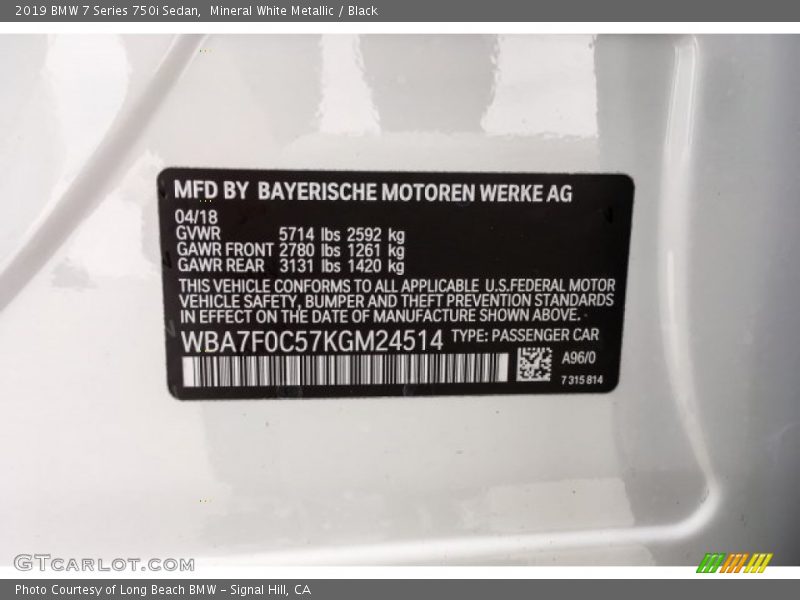 2019 BMW 7 Series 750i Sedan,  Mineral White Metallic / Black
MFD BY BAYERISCHE MOTOREN WERKE AG
04/18
GVWR 5714 lbs 2592 kg
GAWR FRONT 2780 lbs 1261 kg
GAWR REAR 3131 lbs 1420 kg
THIS VEHICLE CONFORMS TO ALL APPLICABLE U.S.FEDERAL MOTOR
VEHICLE SAFETY, BUMPER AND THEFT PREVENTION STANDARDS
IN EFFECT ON THE DATE OF MANUFACTURE SHOWN ABOVE.
WBA7F0C57KGM24514 TYPE: PASSENGER CAR
A96/0
7 315 814
GTCARLOT.COM
Photo Courtesy of Long Beach BMW – Signal Hill, CA